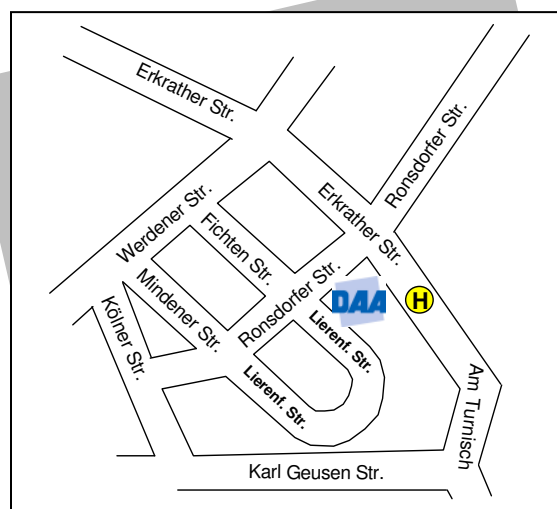 Erkrather Str.
Ronsdorfer Str.
Werdener Str.
Fichten Str.
Erkrather Str.
Mindener Str.
Ronsdorfer Str.
DAA
H
Kölner Str.
Lierenf. Str.
Lierenf. Str.
Am Turnisch
Karl Geusen Str.